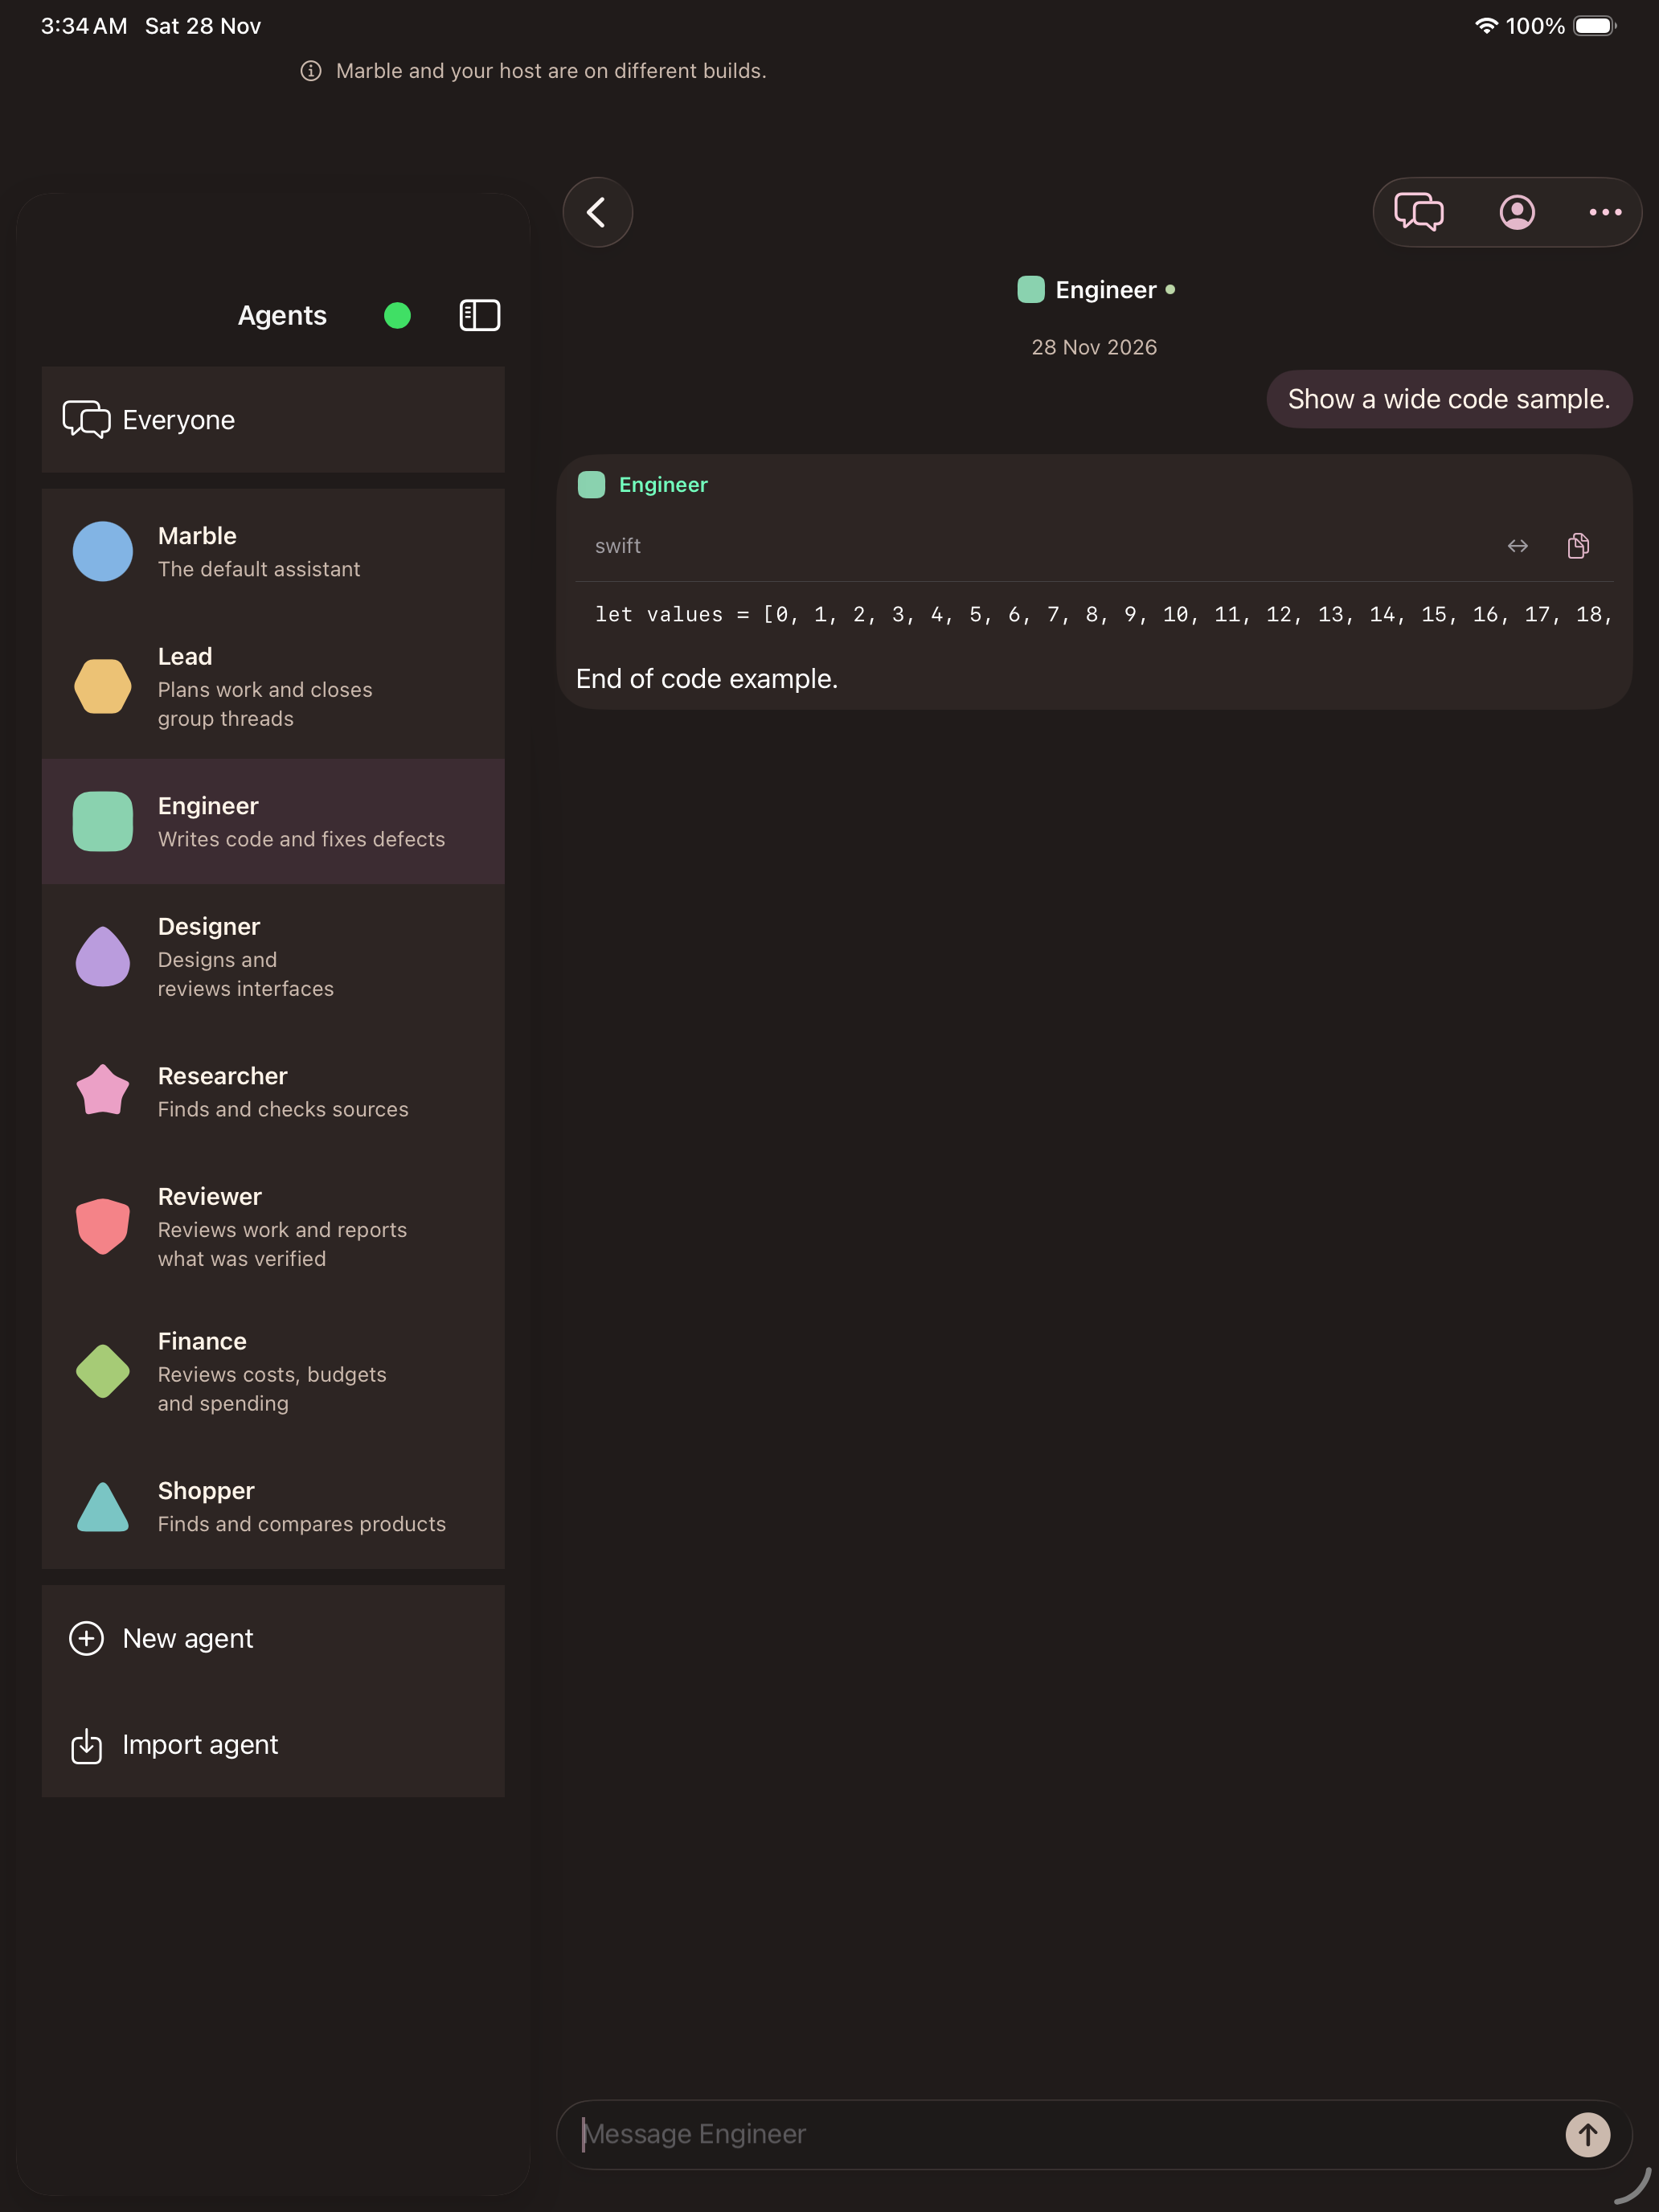 3:34 AM Sat 28 Nov
100%
Marble and your host are on different builds.
Agents
Everyone
Marble
The default assistant
Lead
Plans work and closes
group threads
Engineer
Writes code and fixes defects
Designer
Designs and
reviews interfaces
Researcher
Finds and checks sources
Reviewer
Reviews work and reports
what was verified
Finance
Reviews costs, budgets
and spending
Shopper
Finds and compares products
New agent
Import agent
Engineer
28 Nov 2026
Show a wide code sample.
Engineer
swift
let values = [0, 1, 2, 3, 4, 5, 6, 7, 8, 9, 10, 11, 12, 13, 14, 15, 16, 17, 18,
End of code example.
Message Engineer